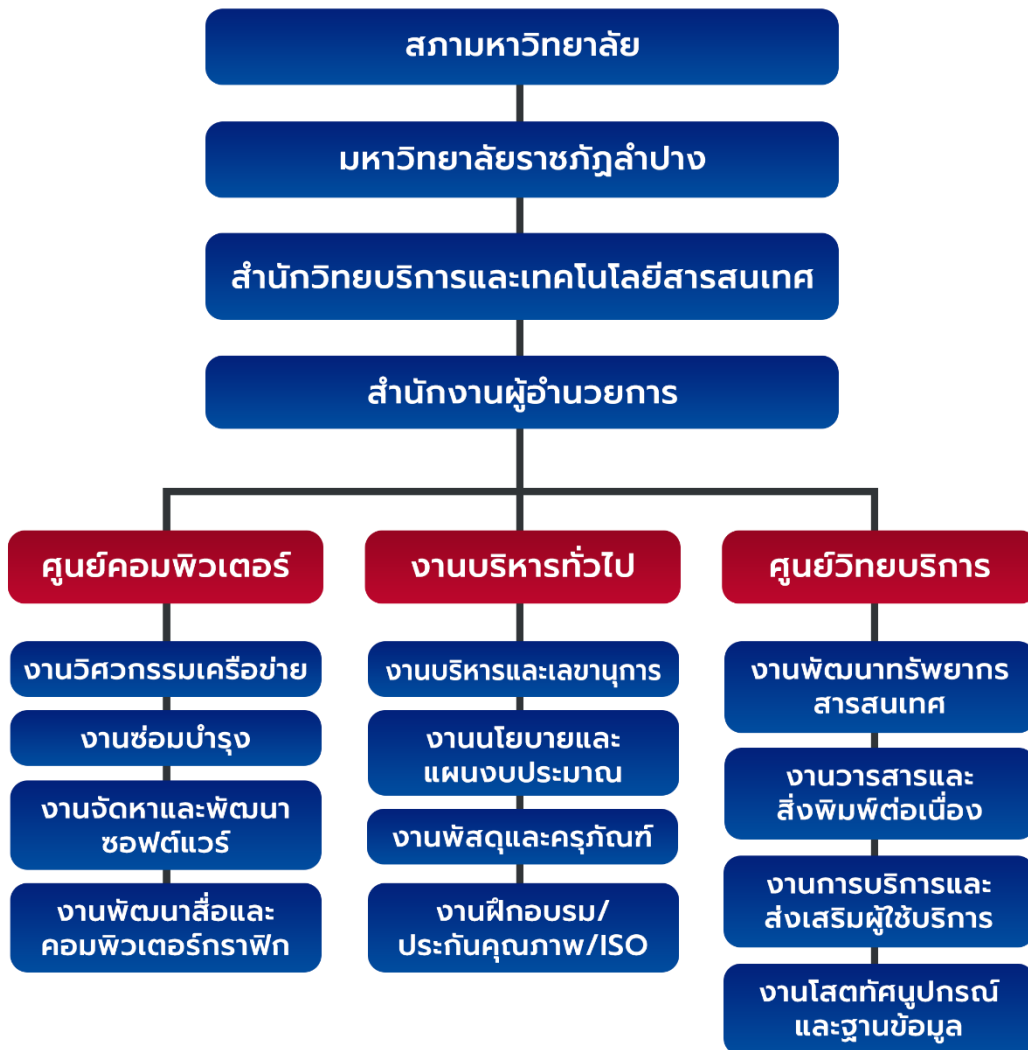 สภามหาวิทยาลัย
มหาวิทยาลัยราชภัฏลำปาง
สำนักวิทยบริการและเทคโนโลยีสารสนเทศ
สำนักงานผู้อำนวยการ
ศูนย์คอมพิวเตอร์
งานวิศวกรรมเครือข่าย
งานซ่อมบำรุง
งานจัดหาและพัฒนา
ซอฟต์แวร์
งานพัฒนาสื่อและ
คอมพิวเตอร์กราฟิก
งานบริหารทั่วไป
งานบริหารและเลขานุการ
งานนโยบายและ
แผนงบประมาณ
งานพัสดุและครุภัณฑ์
งานฝึกอบรม/
ประกันคุณภาพ/ISO
ศูนย์วิทยบริการ
งานพัฒนาทรัพยากร
สารสนเทศ
งานวารสารและ
สิ่งพิมพ์ต่อเนื่อง
งานการบริการและ
ส่งเสริมผู้ใช้บริการ
งานโสตทัศนูปกรณ์
และฐานข้อมูล